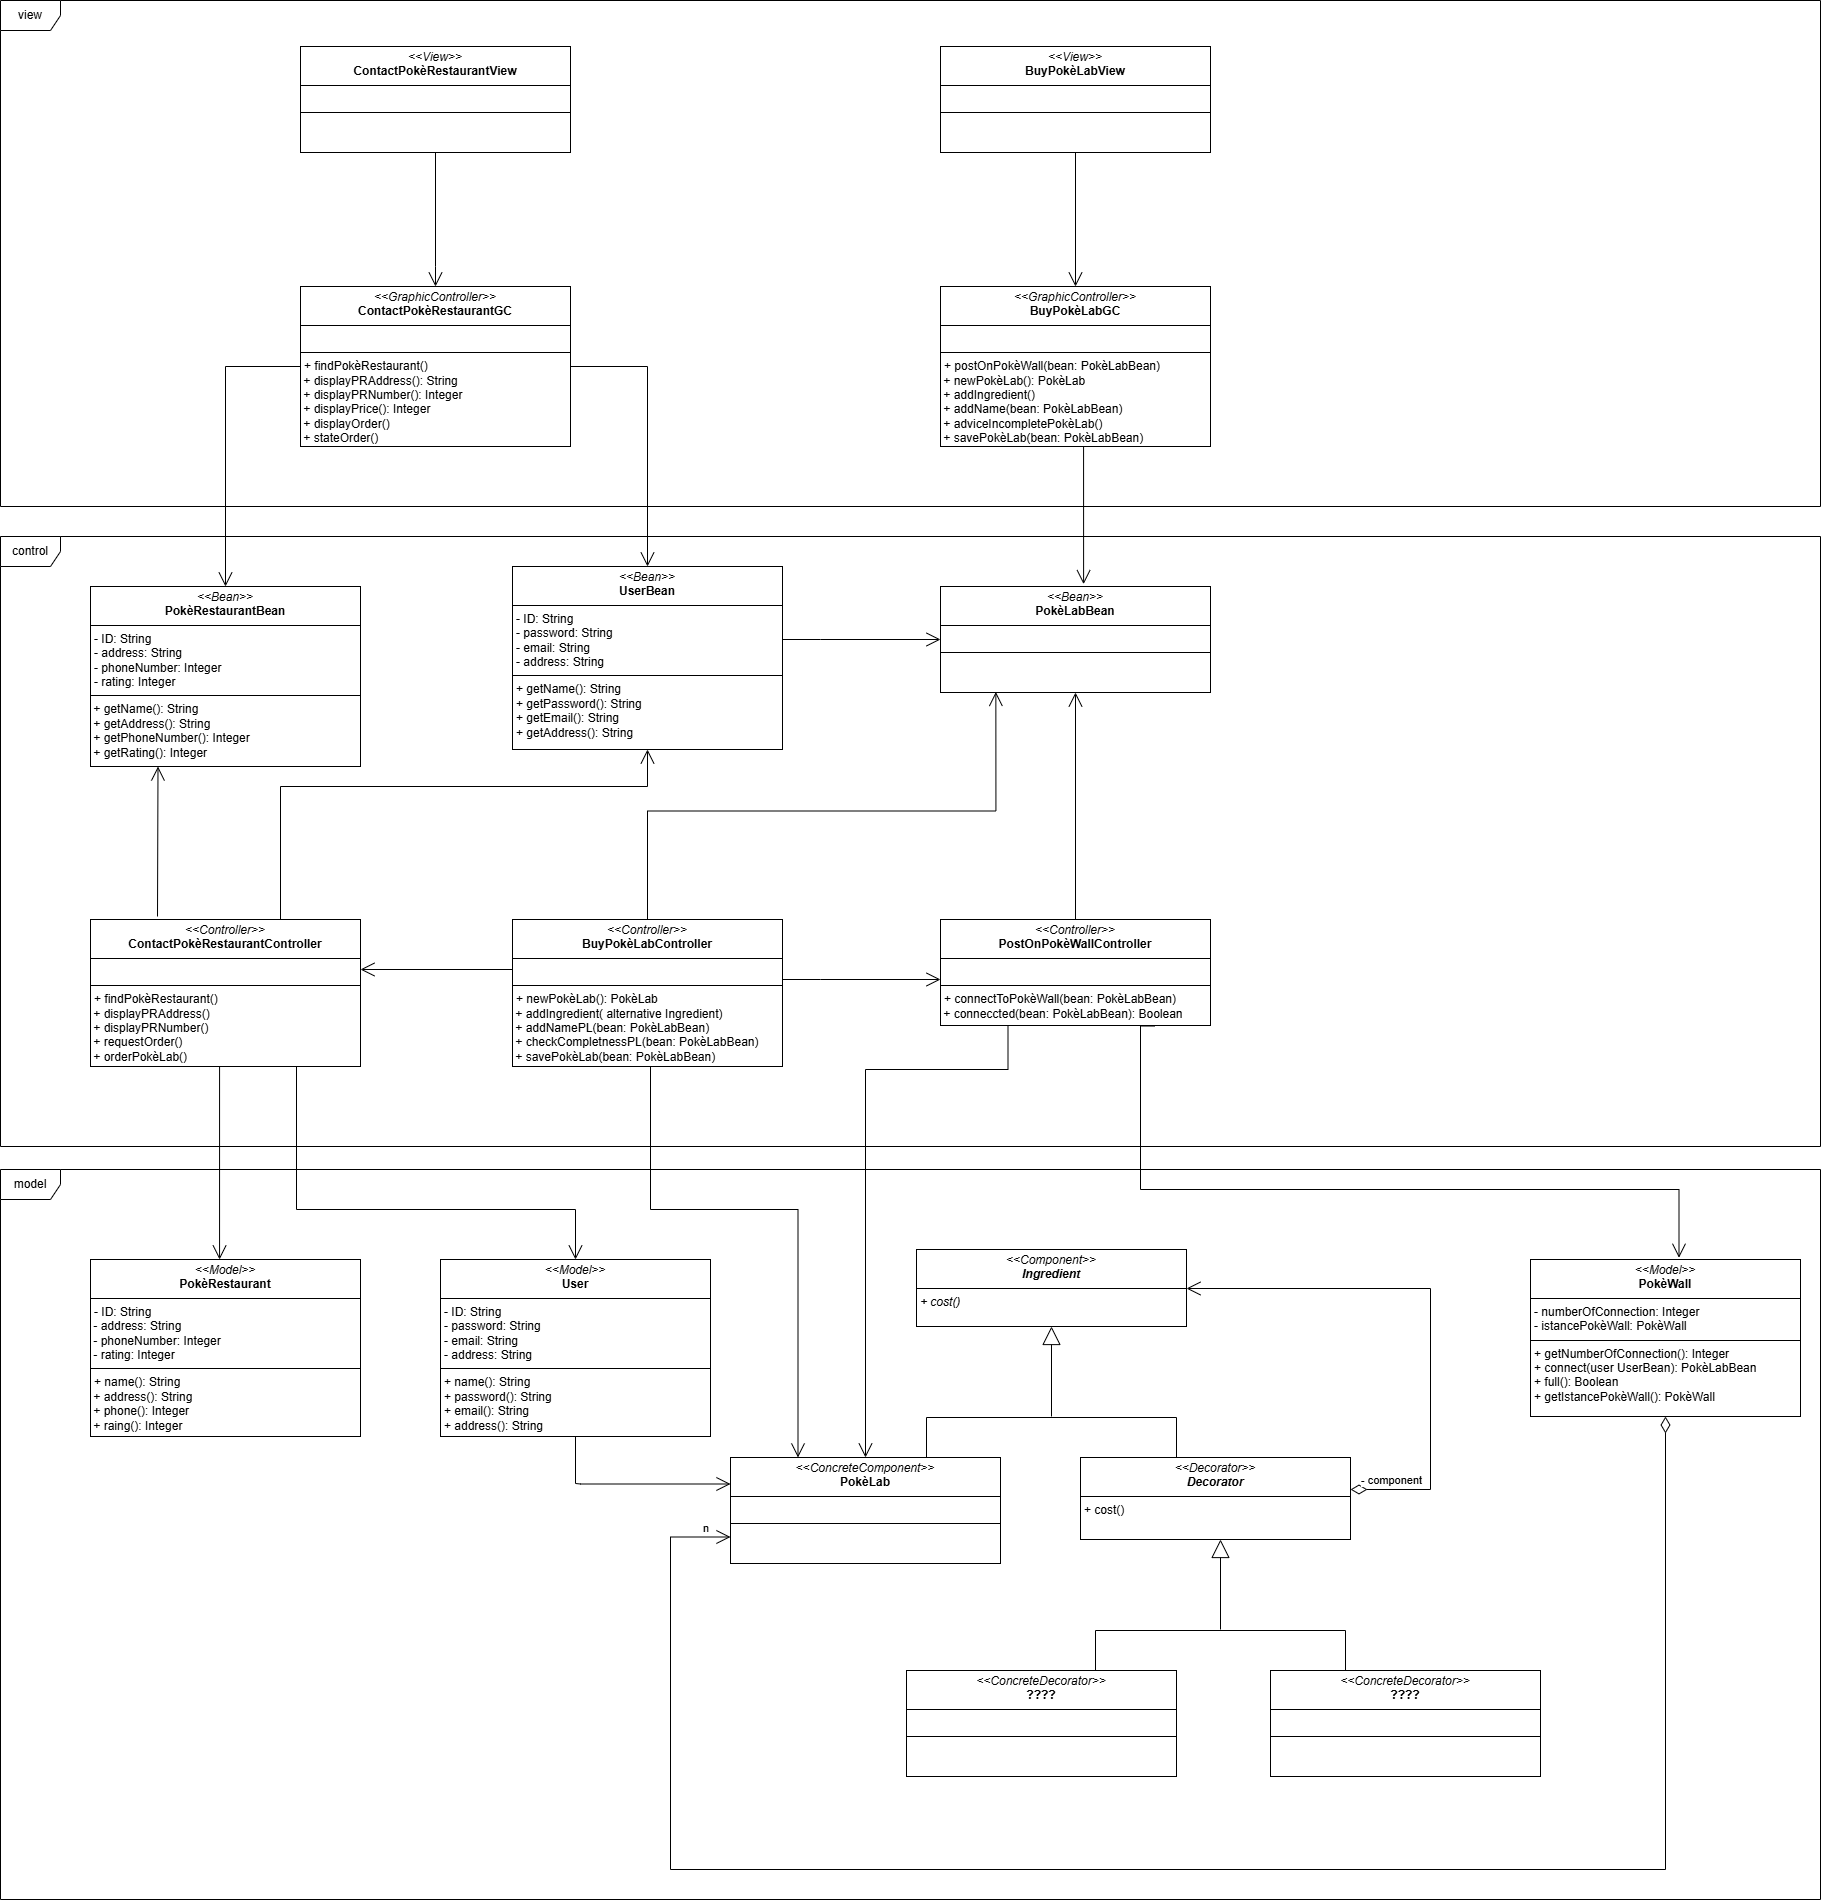 view
<<View>>
ContactPokèRestaurantView
<<View>>
BuyPokèLabView
<<GraphicController>>
ContactPokèRestaurantGC
+ findPokèRestaurant()
+ displayPRAddress(): String
+ displayPRNumber(): Integer
+ displayPrice(): Integer
+ displayOrder()
+ stateOrder()
<<GraphicController>>
BuyPokèLabGC
+ postOnPokèWall(bean: PokèLabBean)
+ newPokèLab(): PokèLab
+ addIngredient()
+ addName(bean: PokèLabBean)
+ adviceIncompletePokèLab()
+ savePokèLab(bean: PokèLabBean)
control
<<Bean>>
PokèRestaurantBean
- ID: String
- address: String
- phoneNumber: Integer
- rating: Integer
+ getName(): String
+ getAddress(): String
+ getPhoneNumber(): Integer
+ getRating(): Integer
<<Bean>>
UserBean
- ID: String
- password: String
- email: String
- address: String
+ getName(): String
+ getPassword(): String
+ getEmail(): String
+ getAddress(): String
<<Bean>>
PokèLabBean
<<Controller>>
ContactPokèRestaurantController
+ findPokèRestaurant()
+ displayPRAddress()
+ displayPRNumber()
+ requestOrder()
+ orderPokèLab()
<<Controller>>
BuyPokèLabController
+ newPokèLab(): PokèLab
+ addIngredient( alternative Ingredient)
+ addNamePL(bean: PokèLabBean)
+ checkCompletnessPL(bean: PokèLabBean)
+ savePokèLab(bean: PokèLabBean)
<<Controller>>
PostOnPokèWallController
+ connectToPokèWall(bean: PokèLabBean)
+ conneccted(bean: PokèLabBean): Boolean
model
<<Model>>
PokèRestaurant
- ID: String
- address: String
- phoneNumber: Integer
- rating: Integer
+ name(): String
+ address(): String
+ phone(): Integer
+ raing(): Integer
<<Model>>
User
- ID: String
- password: String
- email: String
- address: String
+ name(): String
+ password(): String
+ email(): String
+ address(): String
<<Component>>
Ingredient
+ cost()
<<Model>>
PokèWall
- numberOfConnection: Integer
- istancePokèWall: PokèWall
+ getNumberOfConnection(): Integer
+ connect(user UserBean): PokèLabBean
+ full(): Boolean
+ getIstancePokèWall(): PokèWall
<<ConcreteComponent>>
PokèLab
n
<<Decorator>>
Decorator
+ cost()
- component
<<ConcreteDecorator>>
????
<<ConcreteDecorator>>
????